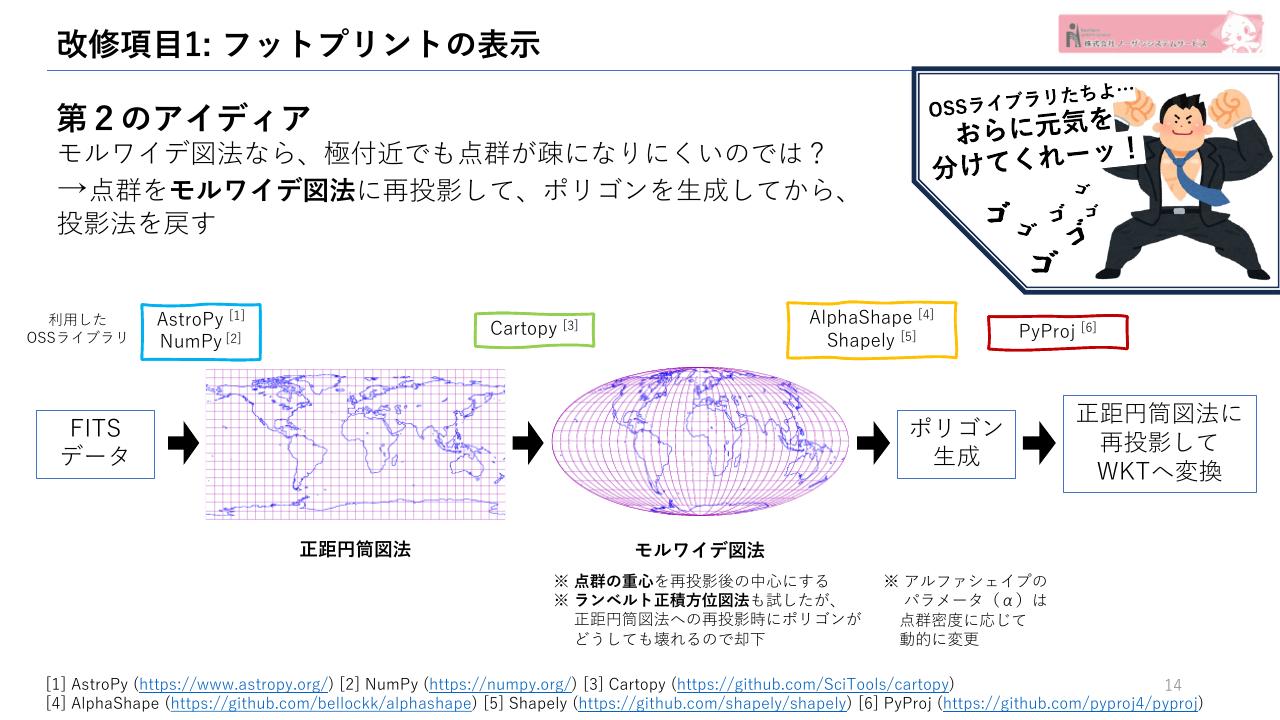 改修項目1: フットプリントの表示
株式会社 ノーザンシステムサービス
第２のアイディア
モルワイデ図法なら、極付近でも点群が疎になりにくいのでは？
→点群をモルワイデ図法に再投影して、ポリゴンを生成してから、
投影法を戻す
OSSライブラリたちよ…
おらに元気を
分けてくれーッ！
ゴ
ゴ
ゴ
ゴ
ゴ
ゴ
ゴ
利用した
OSSライブラリ
AstroPy [1]
NumPy [2]
Cartopy [3]
AlphaShape [4]
Shapely [5]
PyProj [6]
FITS
データ
ポリゴン
生成
正距円筒図法に
再投影して
WKTへ変換
正距円筒図法
モルワイデ図法
※ 点群の重心を再投影後の中心にする
※ ランベルト正積方位図法も試したが、
正距円筒図法への再投影時にポリゴンが
どうしても壊れるので却下
※ アルファシェイプの
パラメータ（α）は
点群密度に応じて
動的に変更
[1] AstroPy (https://www.astropy.org/) [2] NumPy (https://numpy.org/) [3] Cartopy (https://github.com/SciTools/cartopy)
[4] AlphaShape (https://github.com/bellockk/alphashape) [5] Shapely (https://github.com/shapely/shapely) [6] PyProj (https://github.com/pyproj4/pyproj)
14